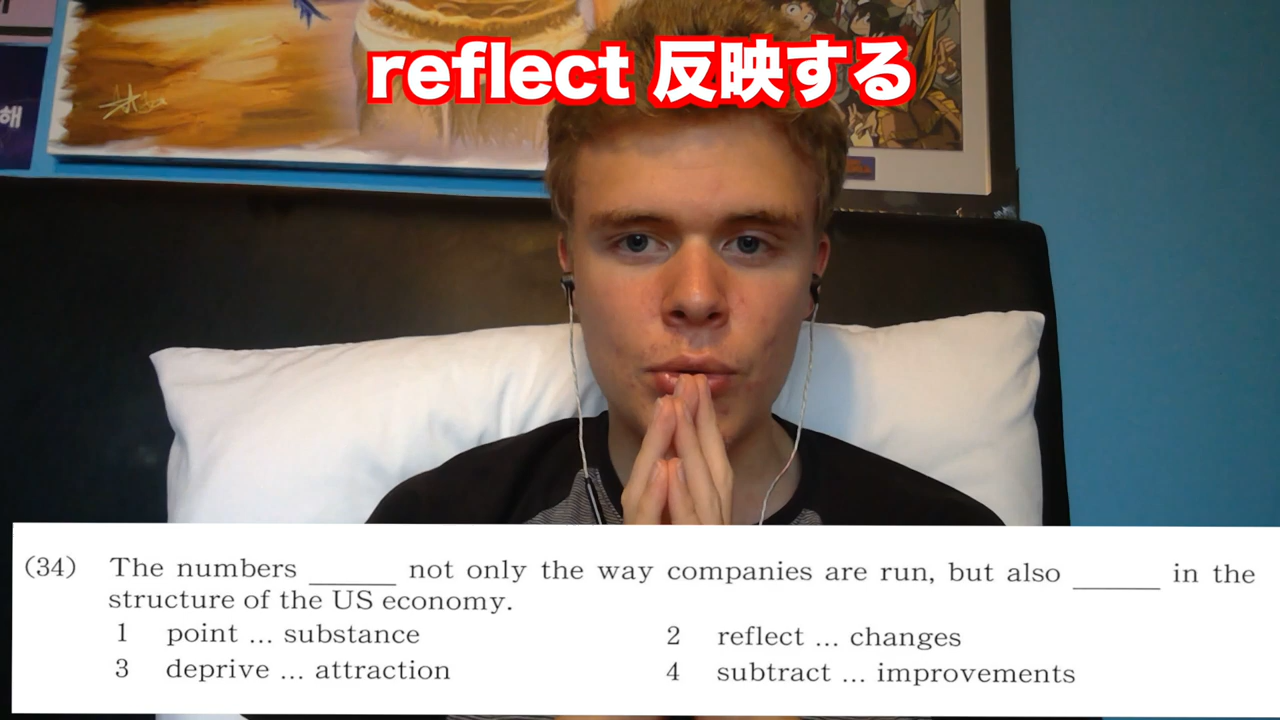 해
reflect 反映する
(34) The numbers ______ not only the way companies are run, but also ______ in the
structure of the US economy.
1 point ... substance 2 reflect ... changes
3 deprive ... attraction 4 subtract ... improvements